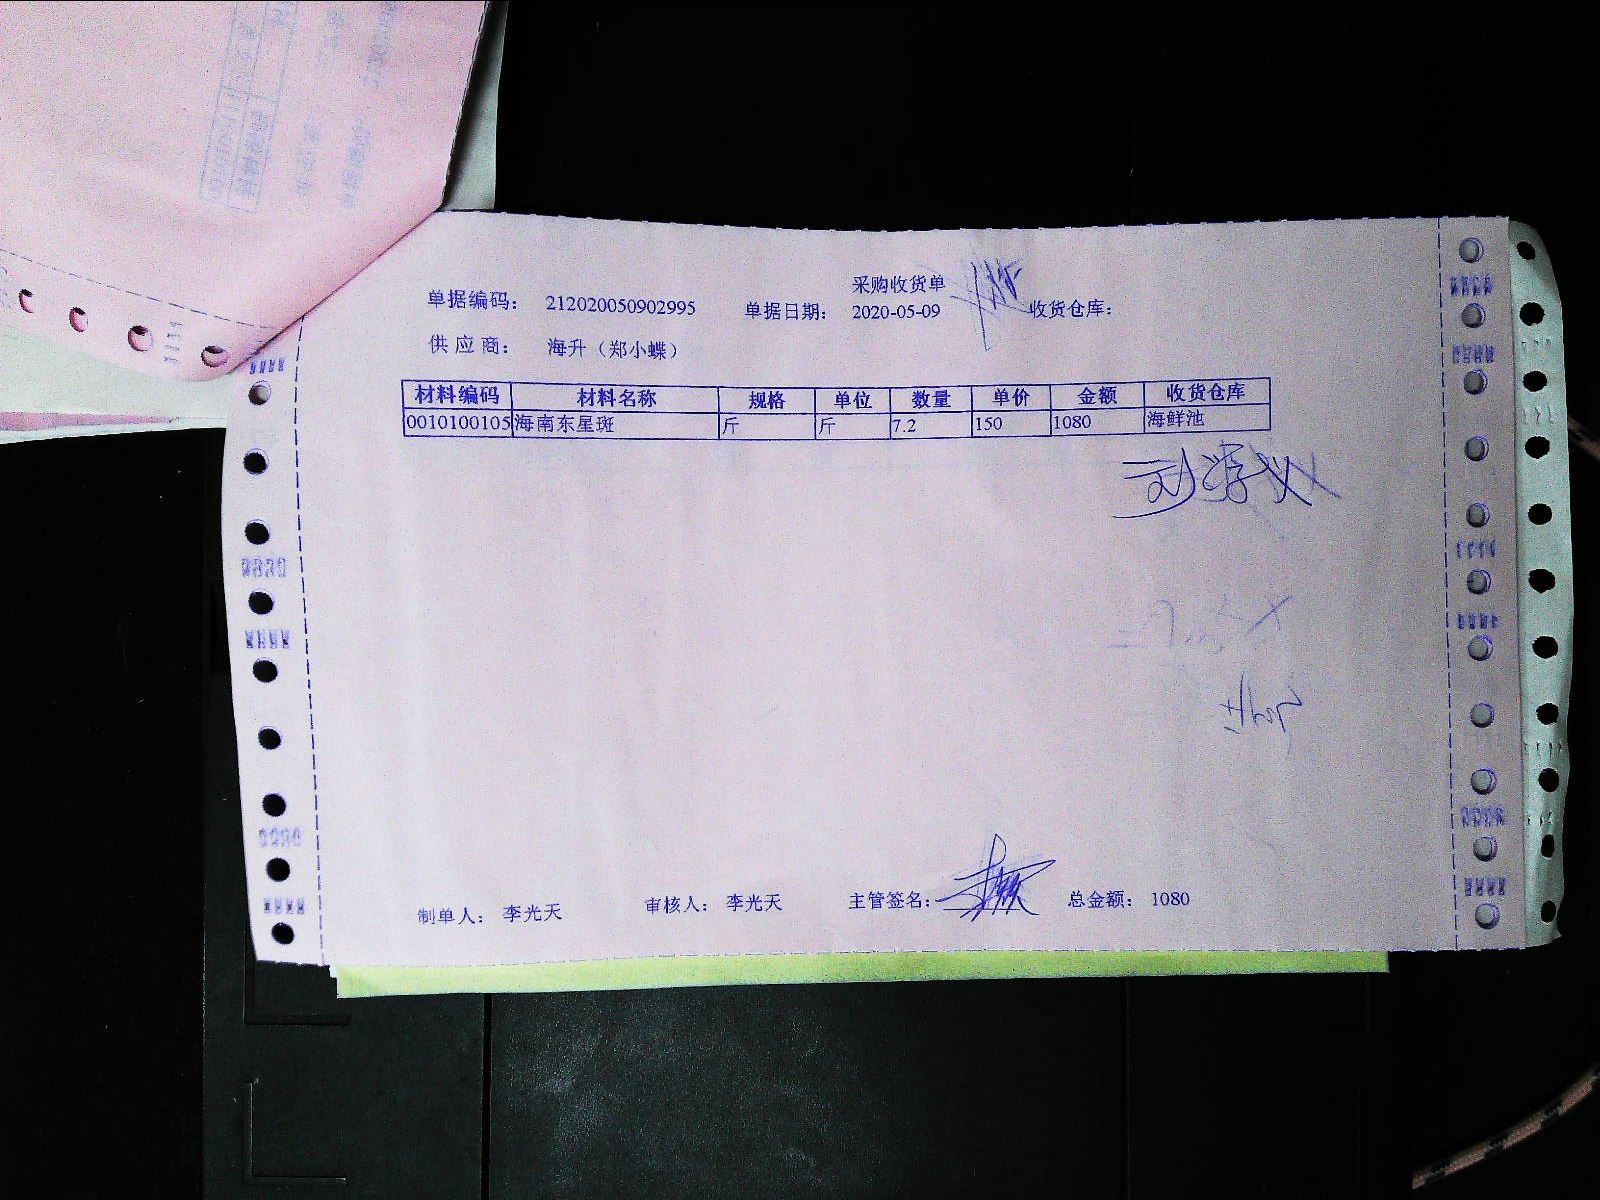 采购收货单
单据编码： 212020050902995 单据日期： 2020-05-09 收货仓库：
供应商： 海升（郑小蝶）
材料编码 材料名称 规格 单位 数量 单价 金额 收货仓库
0010100105 海南东星斑 斤 斤 7.2 150 1080 海鲜池
刘学义
制单人： 李光天 审核人： 李光天 主管签名： 总金额： 1080